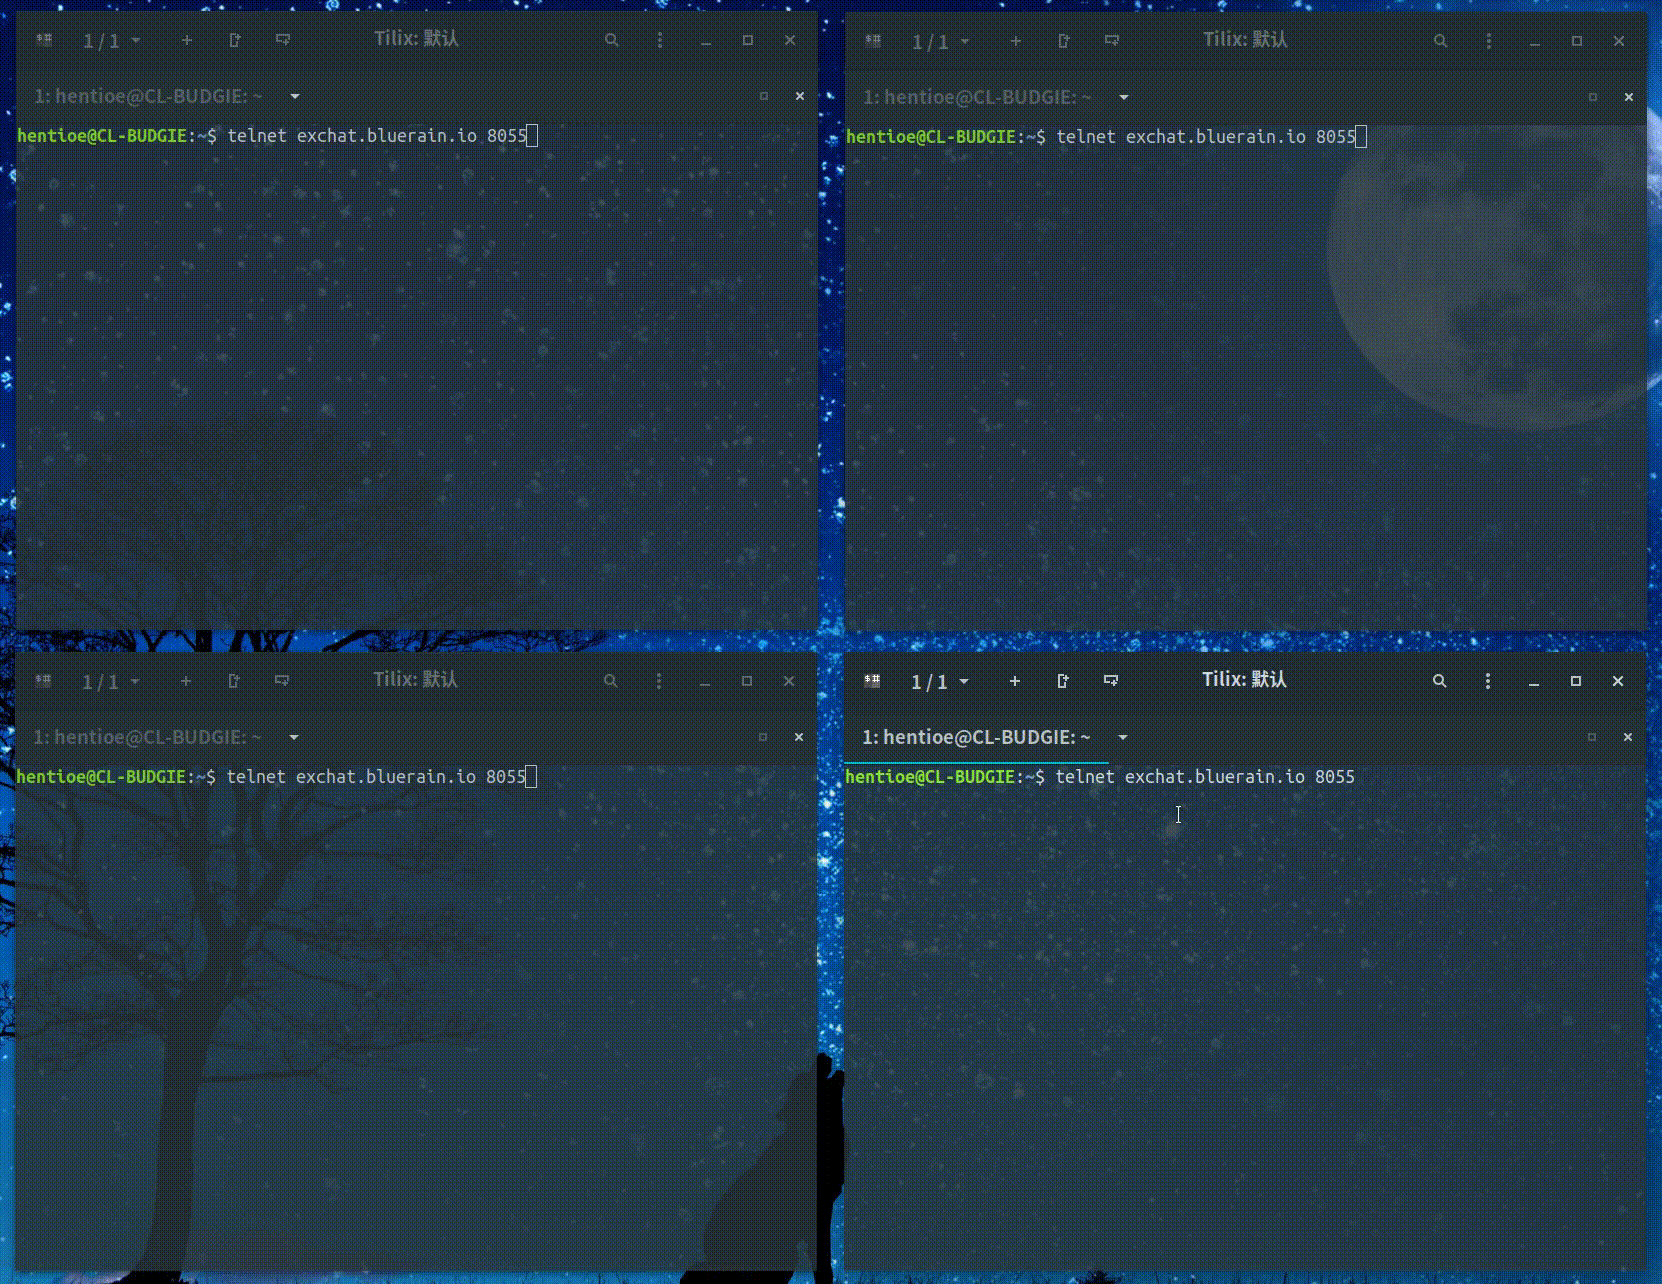 1 / 1
Tilix: 默认
1: hentioe@CL-BUDGIE: ~
hentioe@CL-BUDGIE:~$ telnet exchat.bluerain.io 8055
1 / 1
Tilix: 默认
1: hentioe@CL-BUDGIE: ~
hentioe@CL-BUDGIE:~$ telnet exchat.bluerain.io 8055
1 / 1
Tilix: 默认
1: hentioe@CL-BUDGIE: ~
hentioe@CL-BUDGIE:~$ telnet exchat.bluerain.io 8055
1 / 1
Tilix: 默认
1: hentioe@CL-BUDGIE: ~
hentioe@CL-BUDGIE:~$ telnet exchat.bluerain.io 8055